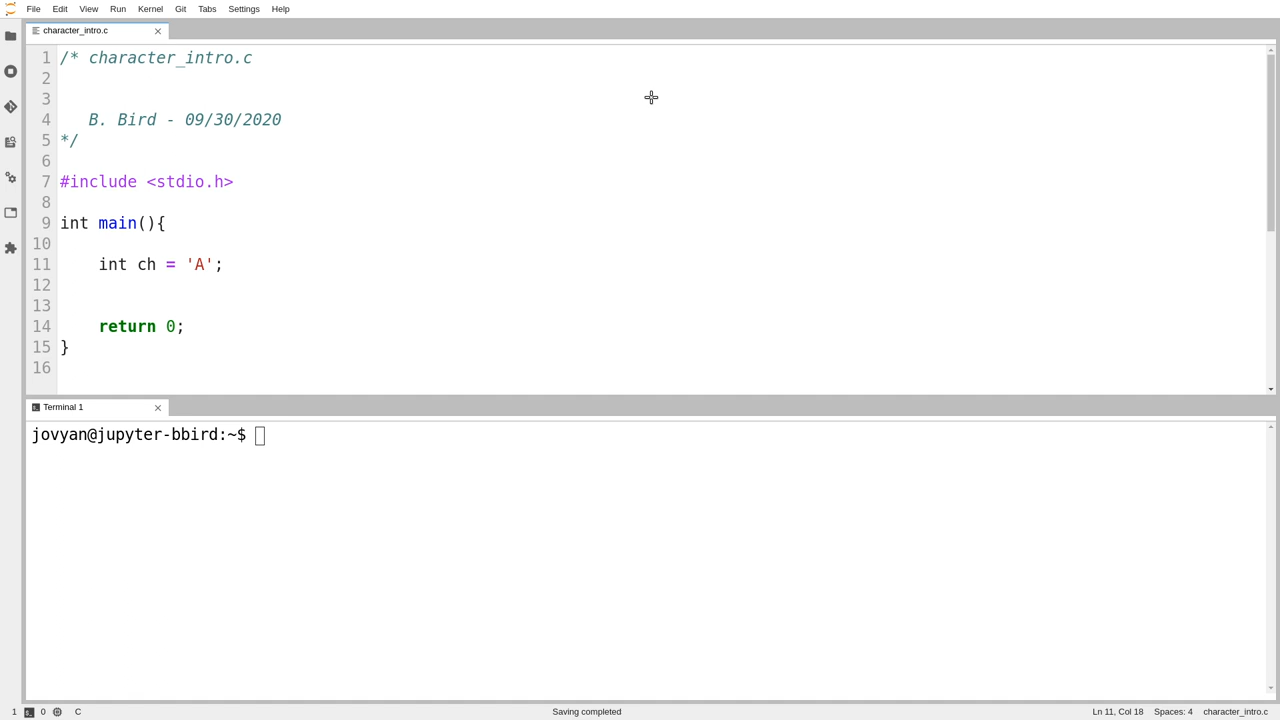 File Edit View Run Kernel Git Tabs Settings Help
character_intro.c
1 /* character_intro.c
2
3
4    B. Bird - 09/30/2020
5 */
6
7 #include <stdio.h>
8
9 int main(){
10
11     int ch = 'A';
12
13
14     return 0;
15 }
16
Terminal 1
jovyan@jupyter-bbird:~$
1 0 C Saving completed Ln 11, Col 18 Spaces: 4 character_intro.c